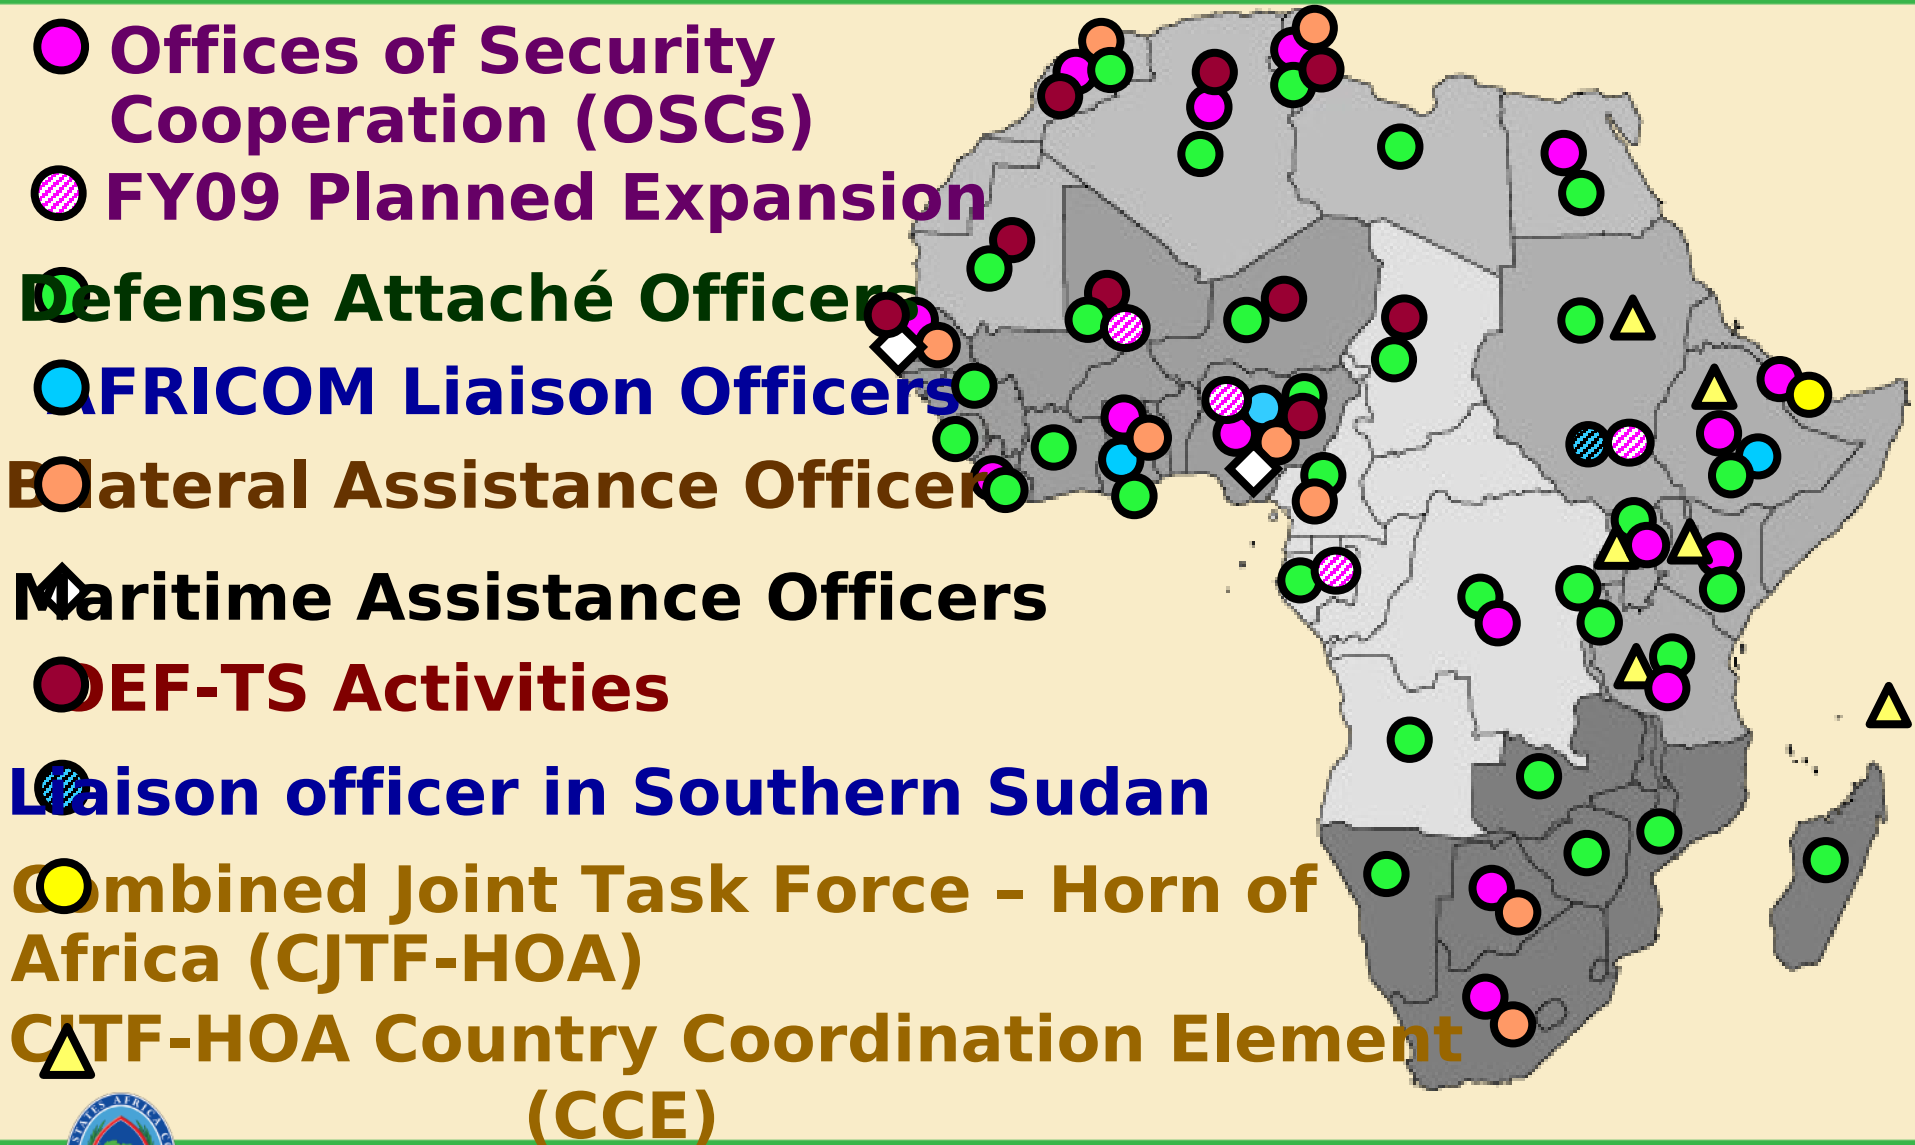 Offices of Security
Cooperation (OSCs)
FY09 Planned Expansion
Defense Attaché Officers
AFRICOM Liaison Officers
Bilateral Assistance Officer
Maritime Assistance Officers
OEF-TS Activities
Liaison officer in Southern Sudan
Combined Joint Task Force – Horn of
Africa (CJTF-HOA)
CJTF-HOA Country Coordination Element
(CCE)
STATES AFRICA